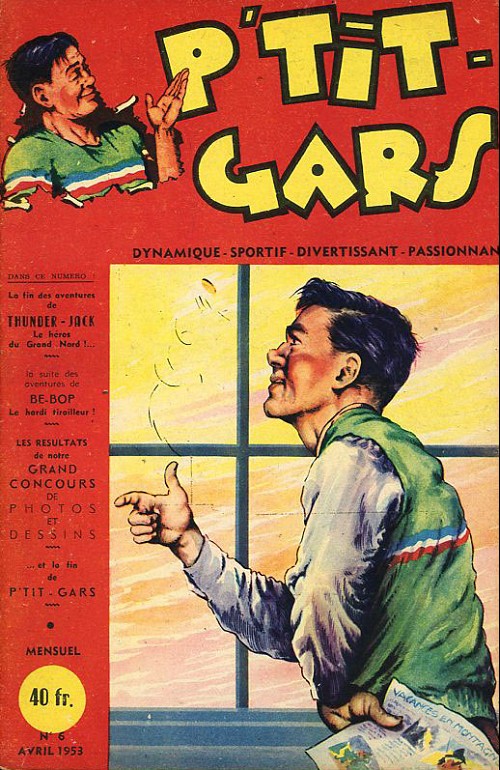 P'TIT-
GARS
DYNAMIQUE - SPORTIF - DIVERTISSANT - PASSIONNAN
DANS CE NUMERO :
La fin des aventures
de
THUNDER - JACK
Le héros
du Grand Nord !...
la suite des
aventures de
BE-BOP
Le hardi tirailleur !
LES RESULTATS
de notre
GRAND
CONCOURS
DE
PHOTOS
ET
DESSINS
... et la fin
de
P'TIT - GARS
MENSUEL
40 fr.
N° 6
AVRIL 1953
VACANCES EN MONTAG